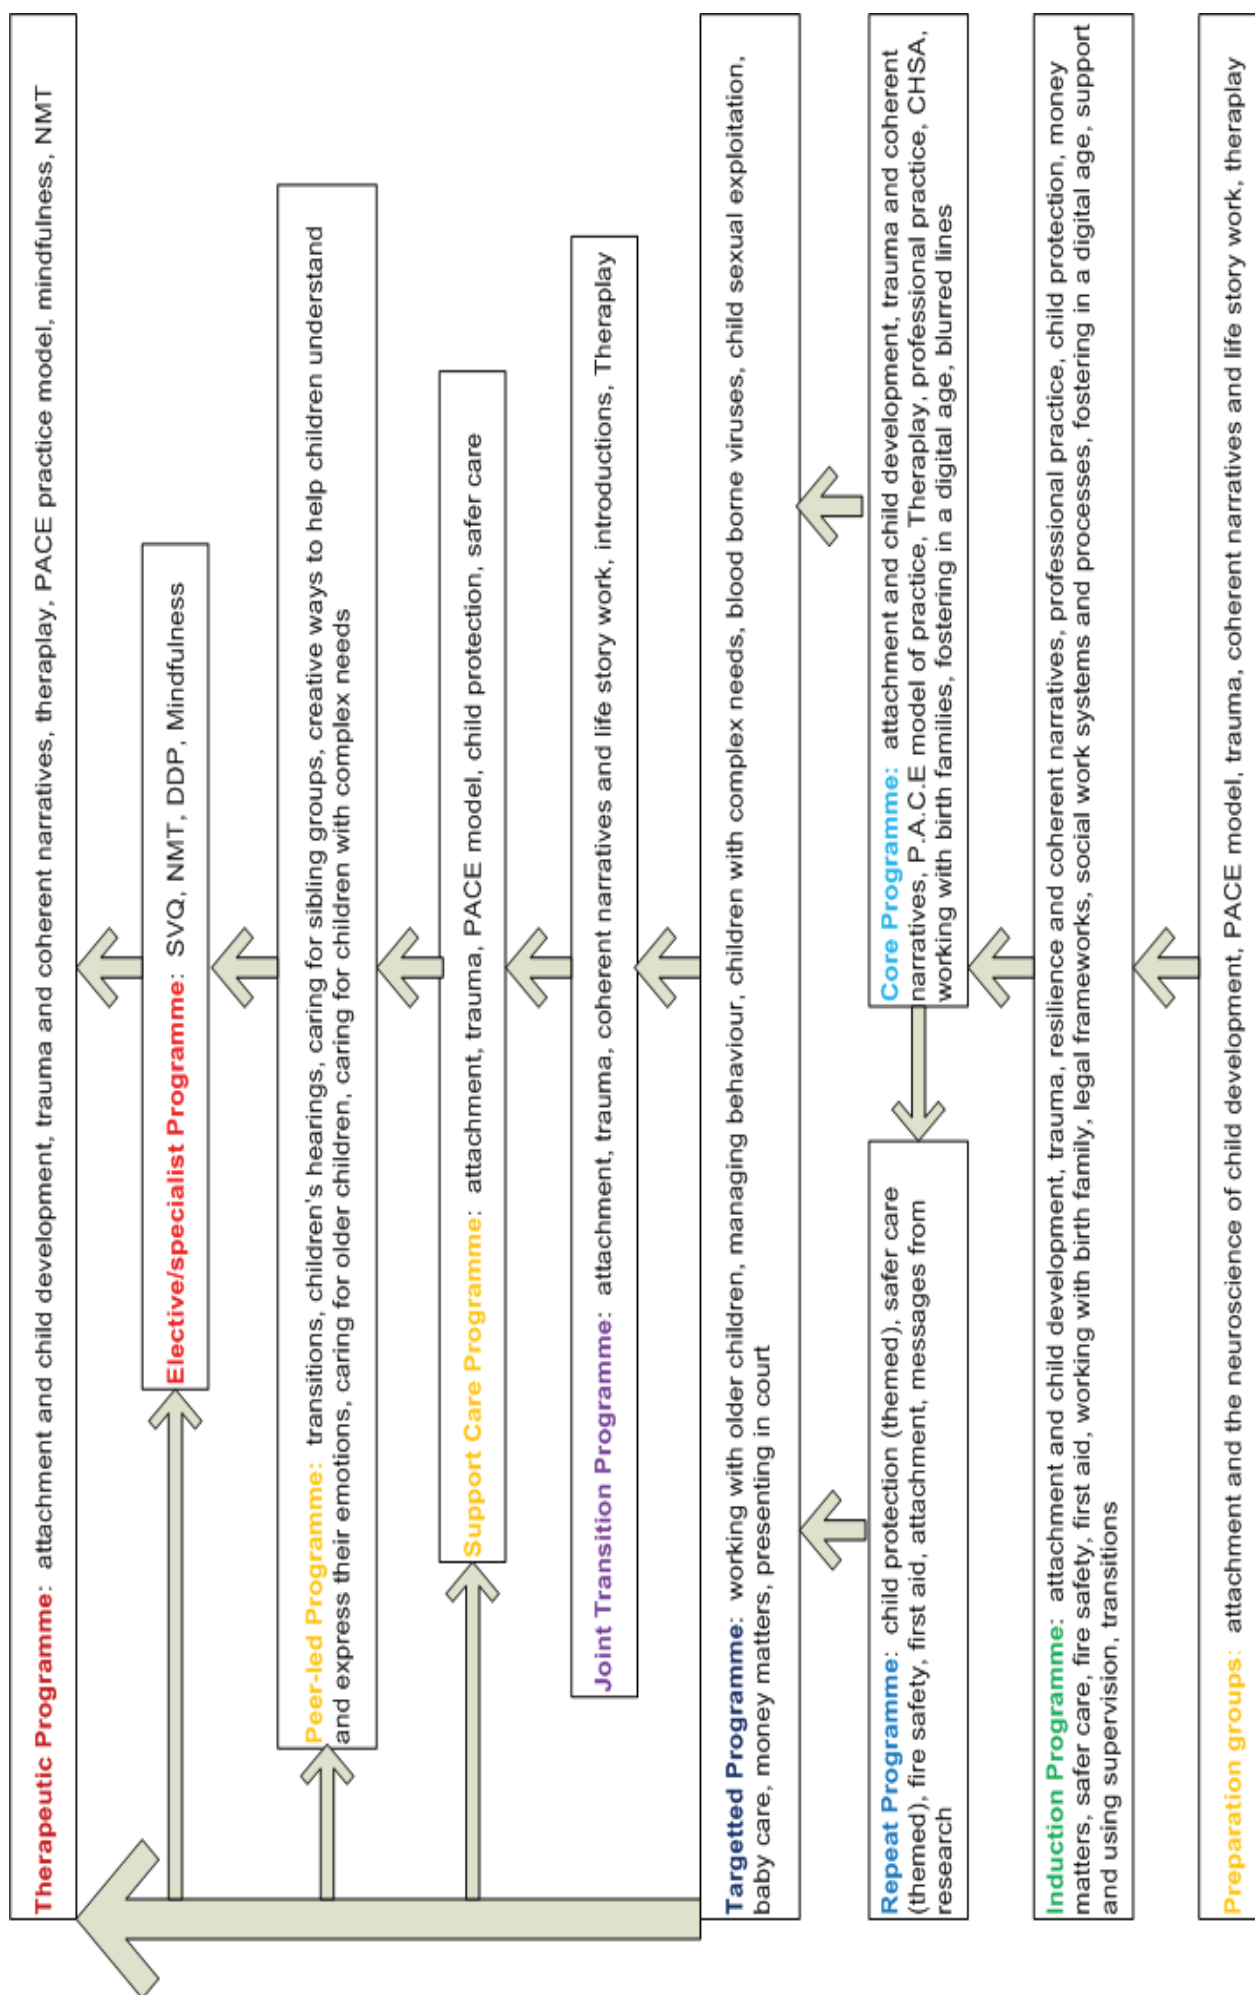 Therapeutic Programme: attachment and child development, trauma and coherent narratives, theraplay, PACE practice model, mindfulness, NMT
Elective/specialist Programme: SVQ, NMT, DDP, Mindfulness
Peer-led Programme: transitions, children's hearings, caring for sibling groups, creative ways to help children understand
and express their emotions, caring for older children, caring for children with complex needs
Support Care Programme: attachment, trauma, PACE model, child protection, safer care
Joint Transition Programme: attachment, trauma, coherent narratives and life story work, introductions, Theraplay
Targetted Programme: working with older children, managing behaviour, children with complex needs, blood borne viruses, child sexual exploitation,
baby care, money matters, presenting in court
Repeat Programme: child protection (themed), safer care
(themed), fire safety, first aid, attachment, messages from
research
Core Programme: attachment and child development, trauma and coherent
narratives, P.A.C.E model of practice, Theraplay, professional practice, CHSA,
working with birth families, fostering in a digital age, blurred lines
Induction Programme: attachment and child development, trauma, resilience and coherent narratives, professional practice, child protection, money
matters, safer care, fire safety, first aid, working with birth family, legal frameworks, social work systems and processes, fostering in a digital age, support
and using supervision, transitions
Preparation groups: attachment and the neuroscience of child development, PACE model, trauma, coherent narratives and life story work, theraplay